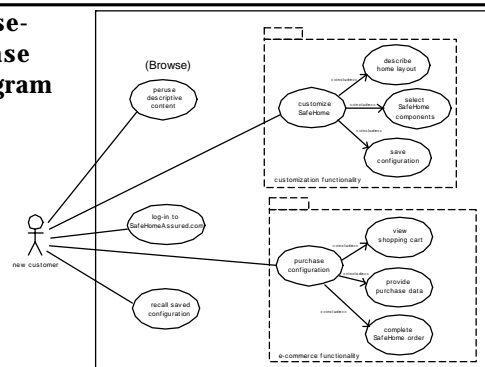 se-
ase
gram
(Browse)
peruse
descriptive
content
log-in to
SafeHomeAssured.com
recall saved
configuration
new customer
customize
SafeHome
describe
home layout
select
SafeHome
components
save
configuration
customization functionality
purchase
configuration
view
shopping cart
provide
purchase data
complete
SafeHome order
e-commerce functionality